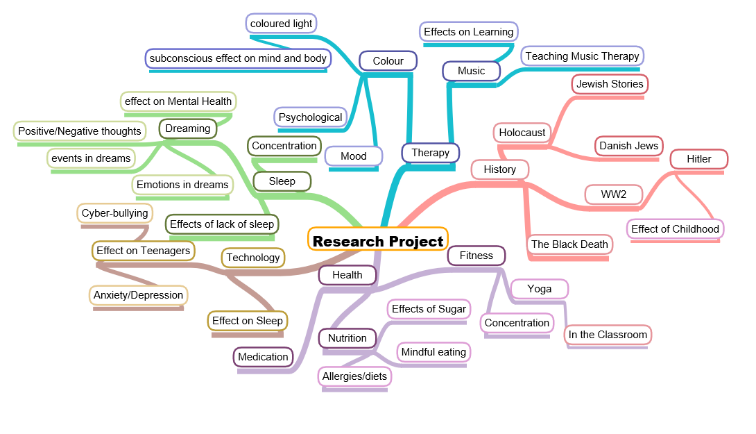 coloured light
Effects on Learning
subconscious effect on mind and body
Colour
Music
Teaching Music Therapy
Jewish Stories
effect on Mental Health
Psychological
Positive/Negative thoughts
Dreaming
Concentration
Holocaust
Danish Jews
events in dreams
Mood
Therapy
Hitler
Emotions in dreams
Sleep
History
WW2
Cyber-bullying
Effects of lack of sleep
Effect of Childhood
Research Project
The Black Death
Effect on Teenagers
Technology
Fitness
Health
Yoga
Anxiety/Depression
Effects of Sugar
Effect on Sleep
Concentration
Nutrition
In the Classroom
Medication
Mindful eating
Allergies/diets